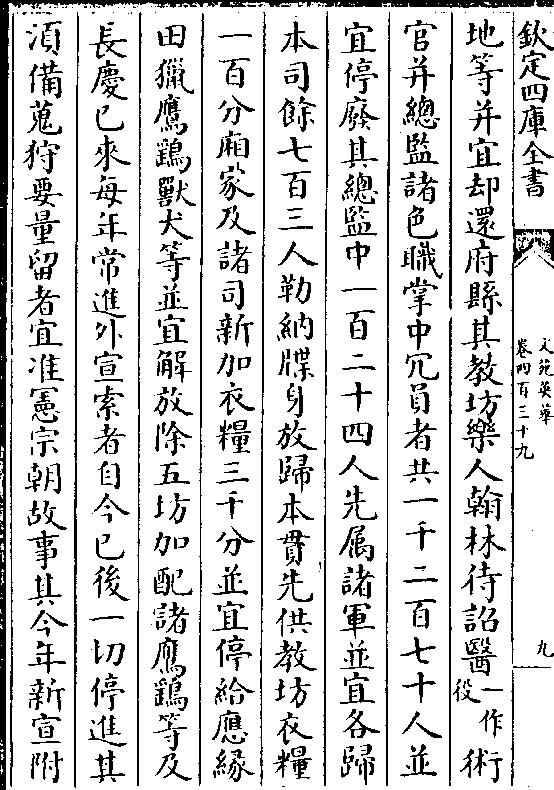 欽定四庫全書
文苑英華
卷四百三十九
九
地等并宜却還府縣其教坊樂人翰林待詔醫一作役術
官并總監諸色職掌中冗員者共一千二百七十人並
宜停廢其總監中一百二十四人先属諸軍並宜各歸
本司餘七百三人勒納牒身放歸本貫先供教坊衣糧
一百分廂家及諸司新加衣糧三千分並宜停給應緣
田獵鷹鷂獸犬等並宜解放除五坊加配諸鷹鷂等及
長慶已來每年常進外宣索者自今已後一切停進其
湏備蒐狩要量留者宜准憲宗朝故事其今年新宣附